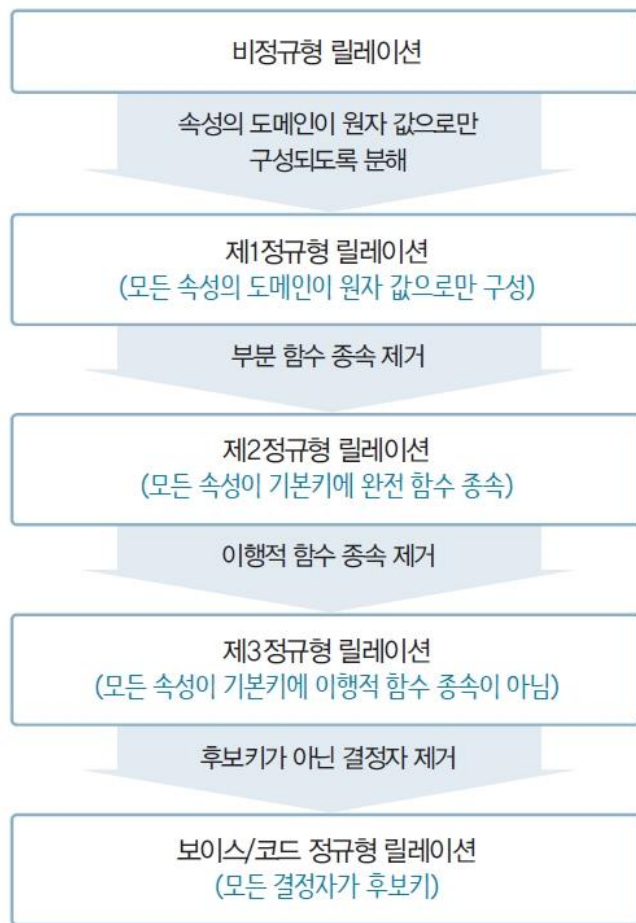 비정규형 릴레이션
속성의 도메인이 원자 값으로만
구성되도록 분해
제1정규형 릴레이션
(모든 속성의 도메인이 원자 값으로만 구성)
부분 함수 종속 제거
제2정규형 릴레이션
(모든 속성이 기본키에 완전 함수 종속)
이행적 함수 종속 제거
제3정규형 릴레이션
(모든 속성이 기본키에 이행적 함수 종속이 아님)
후보키가 아닌 결정자 제거
보이스/코드 정규형 릴레이션
(모든 결정자가 후보키)